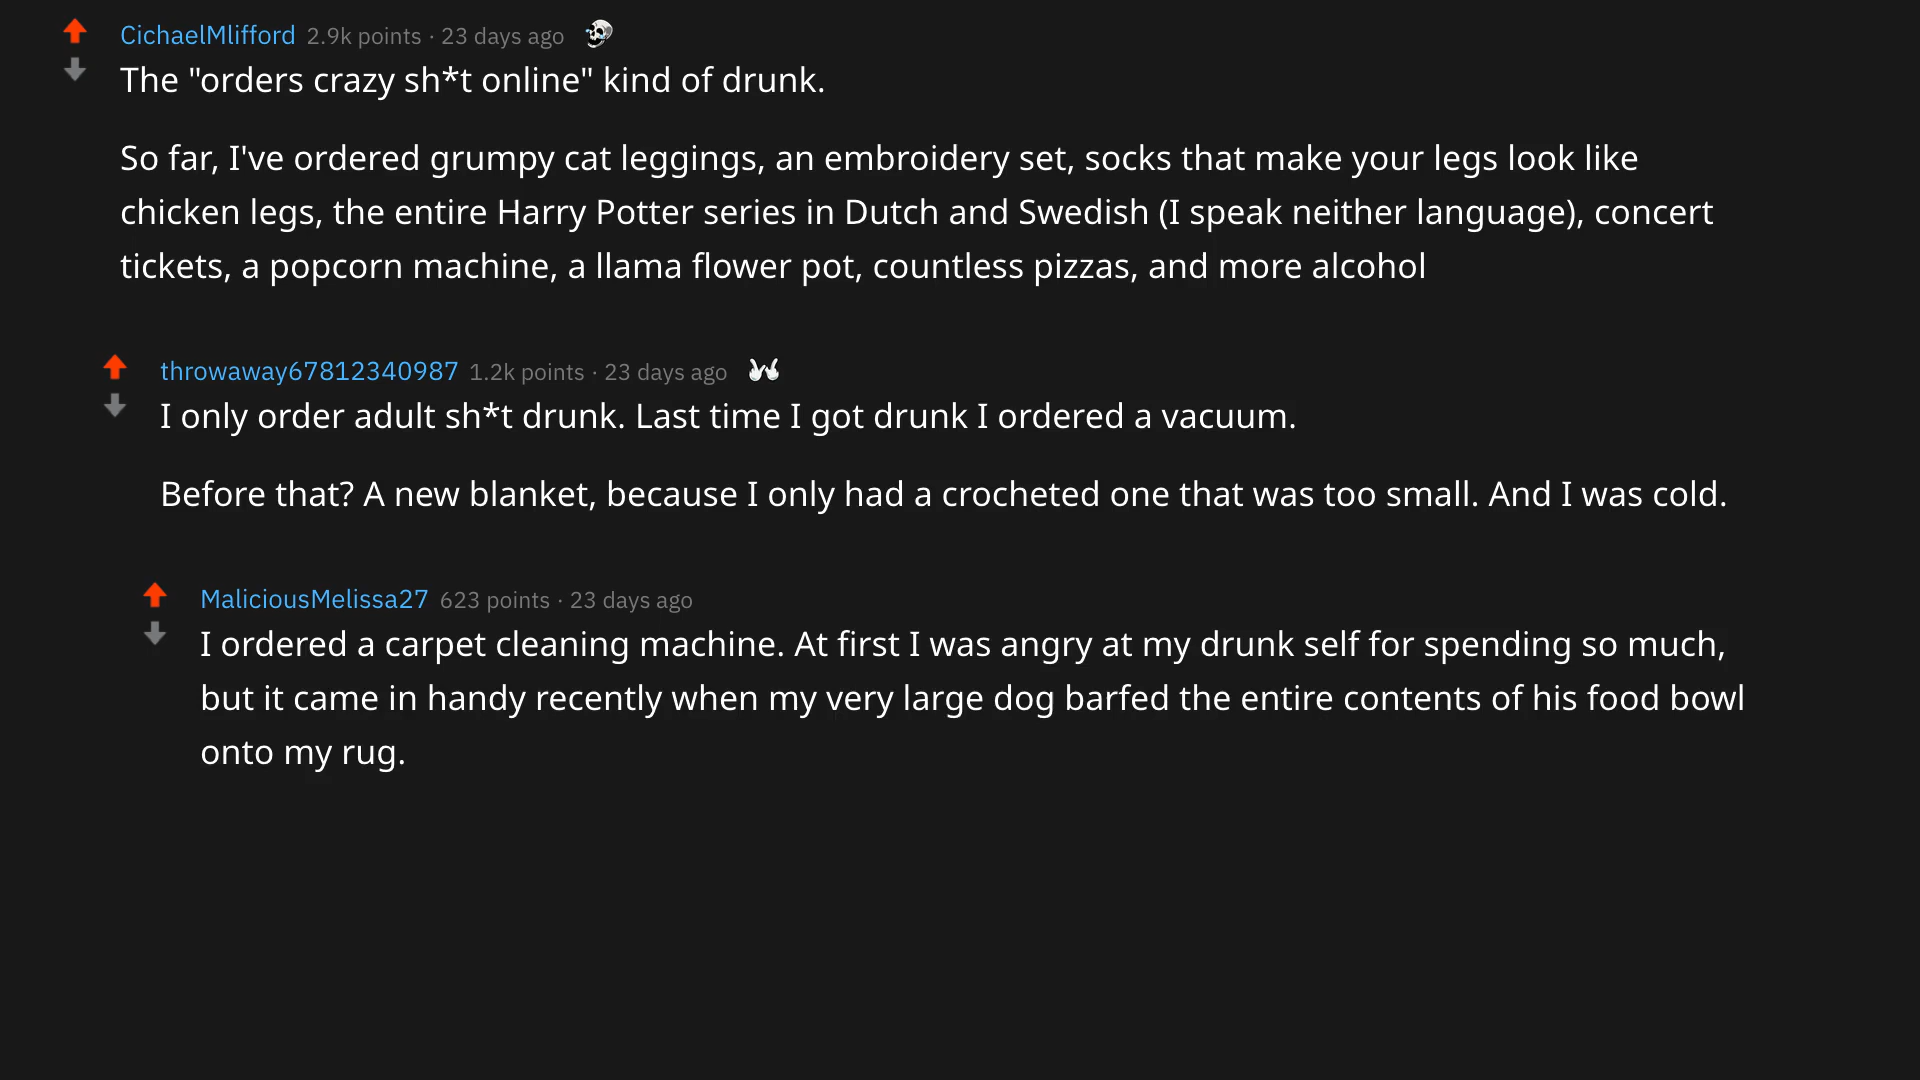 CichaelMlifford 2.9k points · 23 days ago
The "orders crazy sh*t online" kind of drunk.
So far, I've ordered grumpy cat leggings, an embroidery set, socks that make your legs look like
chicken legs, the entire Harry Potter series in Dutch and Swedish (I speak neither language), concert
tickets, a popcorn machine, a llama flower pot, countless pizzas, and more alcohol
throwaway67812340987 1.2k points · 23 days ago
I only order adult sh*t drunk. Last time I got drunk I ordered a vacuum.
Before that? A new blanket, because I only had a crocheted one that was too small. And I was cold.
MaliciousMelissa27 623 points · 23 days ago
I ordered a carpet cleaning machine. At first I was angry at my drunk self for spending so much,
but it came in handy recently when my very large dog barfed the entire contents of his food bowl
onto my rug.